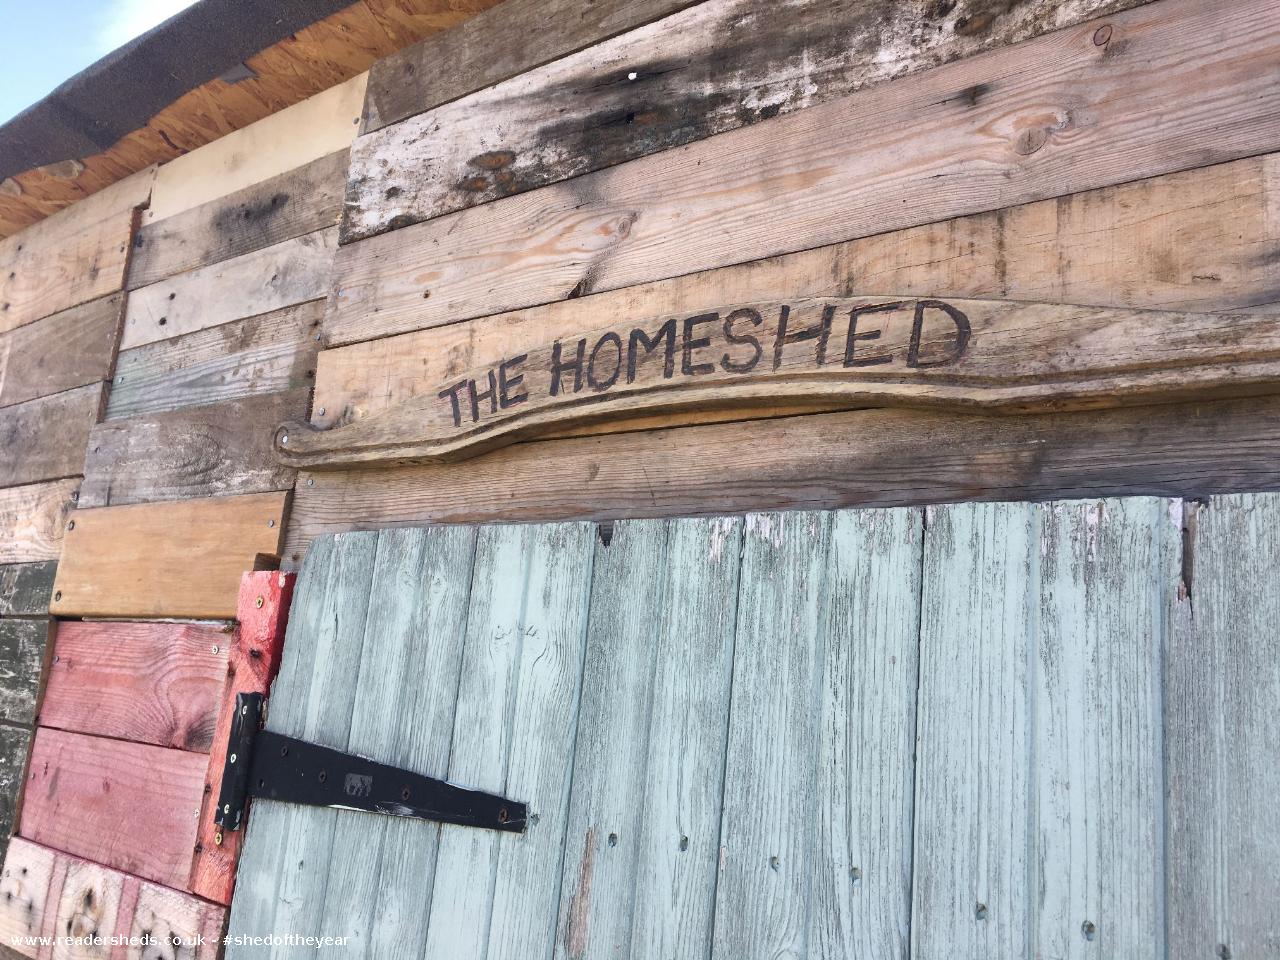 THE HOMESHED
www.readersheds.co.uk - #shedoftheyear